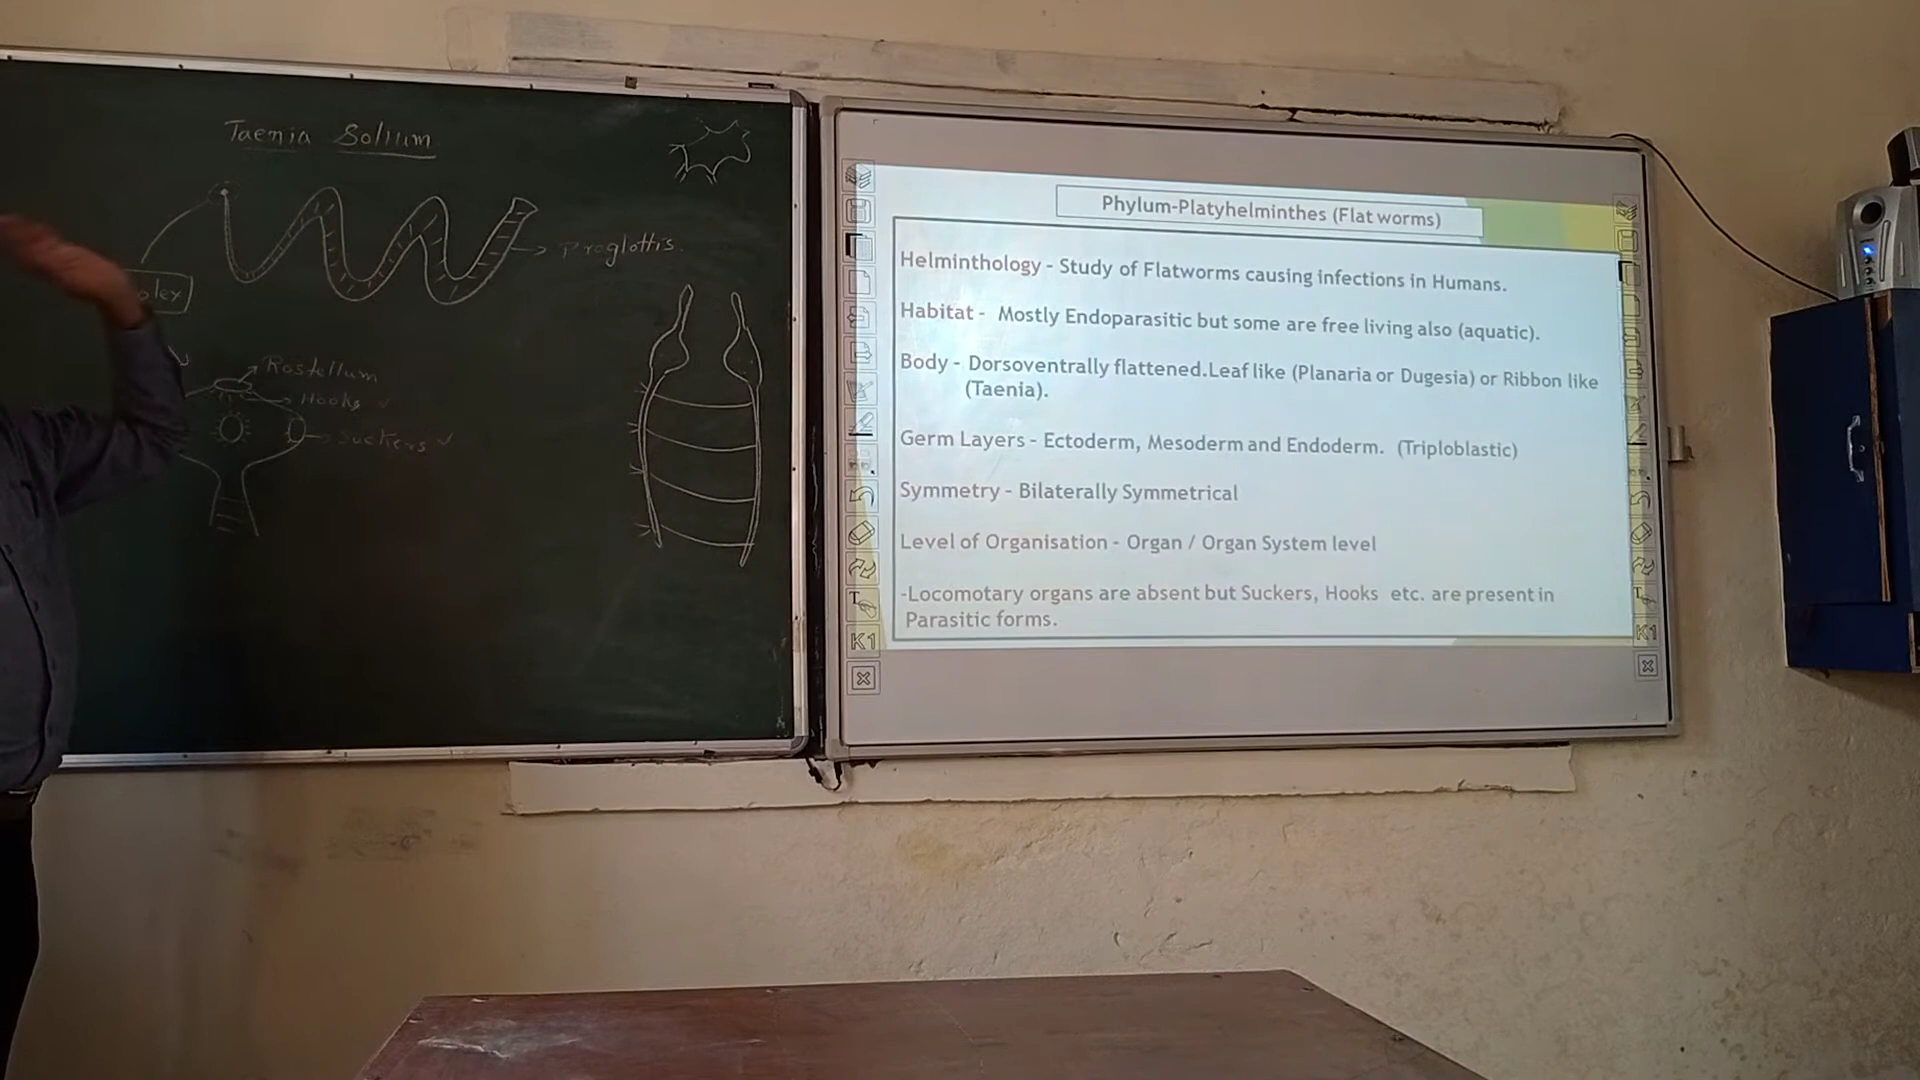 Taenia Solium
Proglottis.
Rostellum
Hooks
Suckers
Phylum-Platyhelminthes (Flat worms)
Helminthology - Study of Flatworms causing infections in Humans.
Habitat - Mostly Endoparasitic but some are free living also (aquatic).
Body - Dorsoventrally flattened.Leaf like (Planaria or Dugesia) or Ribbon like
(Taenia).
Germ Layers - Ectoderm, Mesoderm and Endoderm. (Triploblastic)
Symmetry - Bilaterally Symmetrical
Level of Organisation - Organ / Organ System level
-Locomotary organs are absent but Suckers, Hooks etc. are present in
Parasitic forms.
T
K1
T
K1